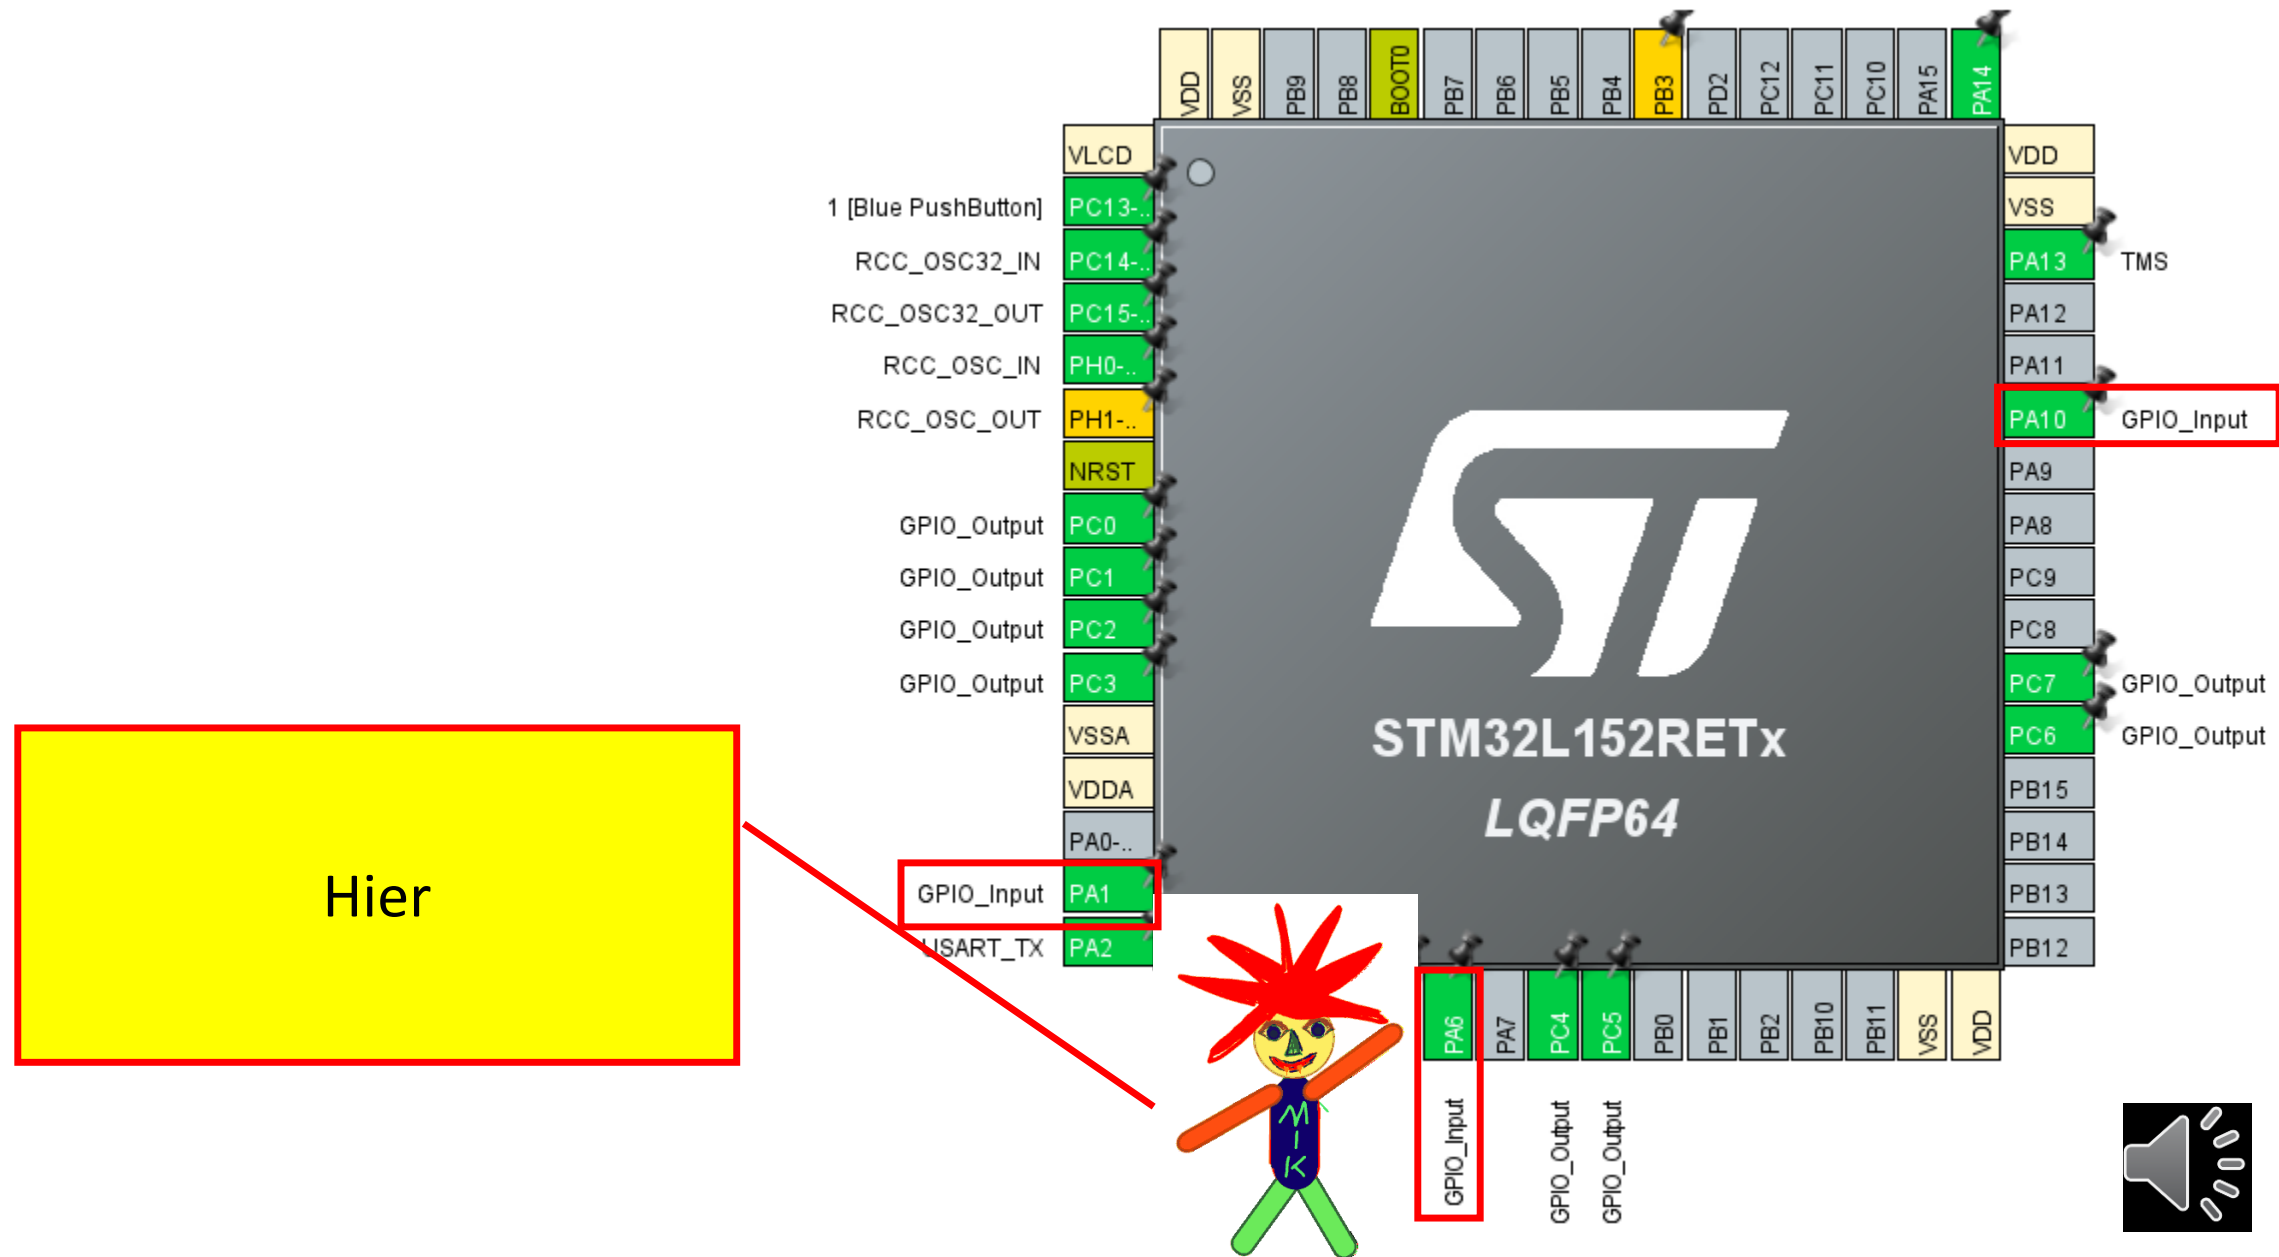 VDD
VSS
PB9
PB8
BOOT0
PB7
PB6
PB5
PB4
PB3
PD2
PC12
PC11
PC10
PA15
PA14
VLCD
1 [Blue PushButton] PC13-..
RCC_OSC32_IN PC14-..
RCC_OSC32_OUT PC15-..
RCC_OSC_IN PH0-..
RCC_OSC_OUT PH1-..
NRST
GPIO_Output PC0
GPIO_Output PC1
GPIO_Output PC2
GPIO_Output PC3
VSSA
VDDA
PA0-..
GPIO_Input PA1
USART_TX PA2
Hier
ST
STM32L152RETx
LQFP64
VDD
VSS
PA13 TMS
PA12
PA11
PA10 GPIO_Input
PA9
PA8
PC9
PC8
PC7 GPIO_Output
PC6 GPIO_Output
PB15
PB14
PB13
PB12
PA6 GPIO_Input
PA7
PC4 GPIO_Output
PC5 GPIO_Output
PB0
PB1
PB2
PB10
PB11
VSS
VDD
M
I
K